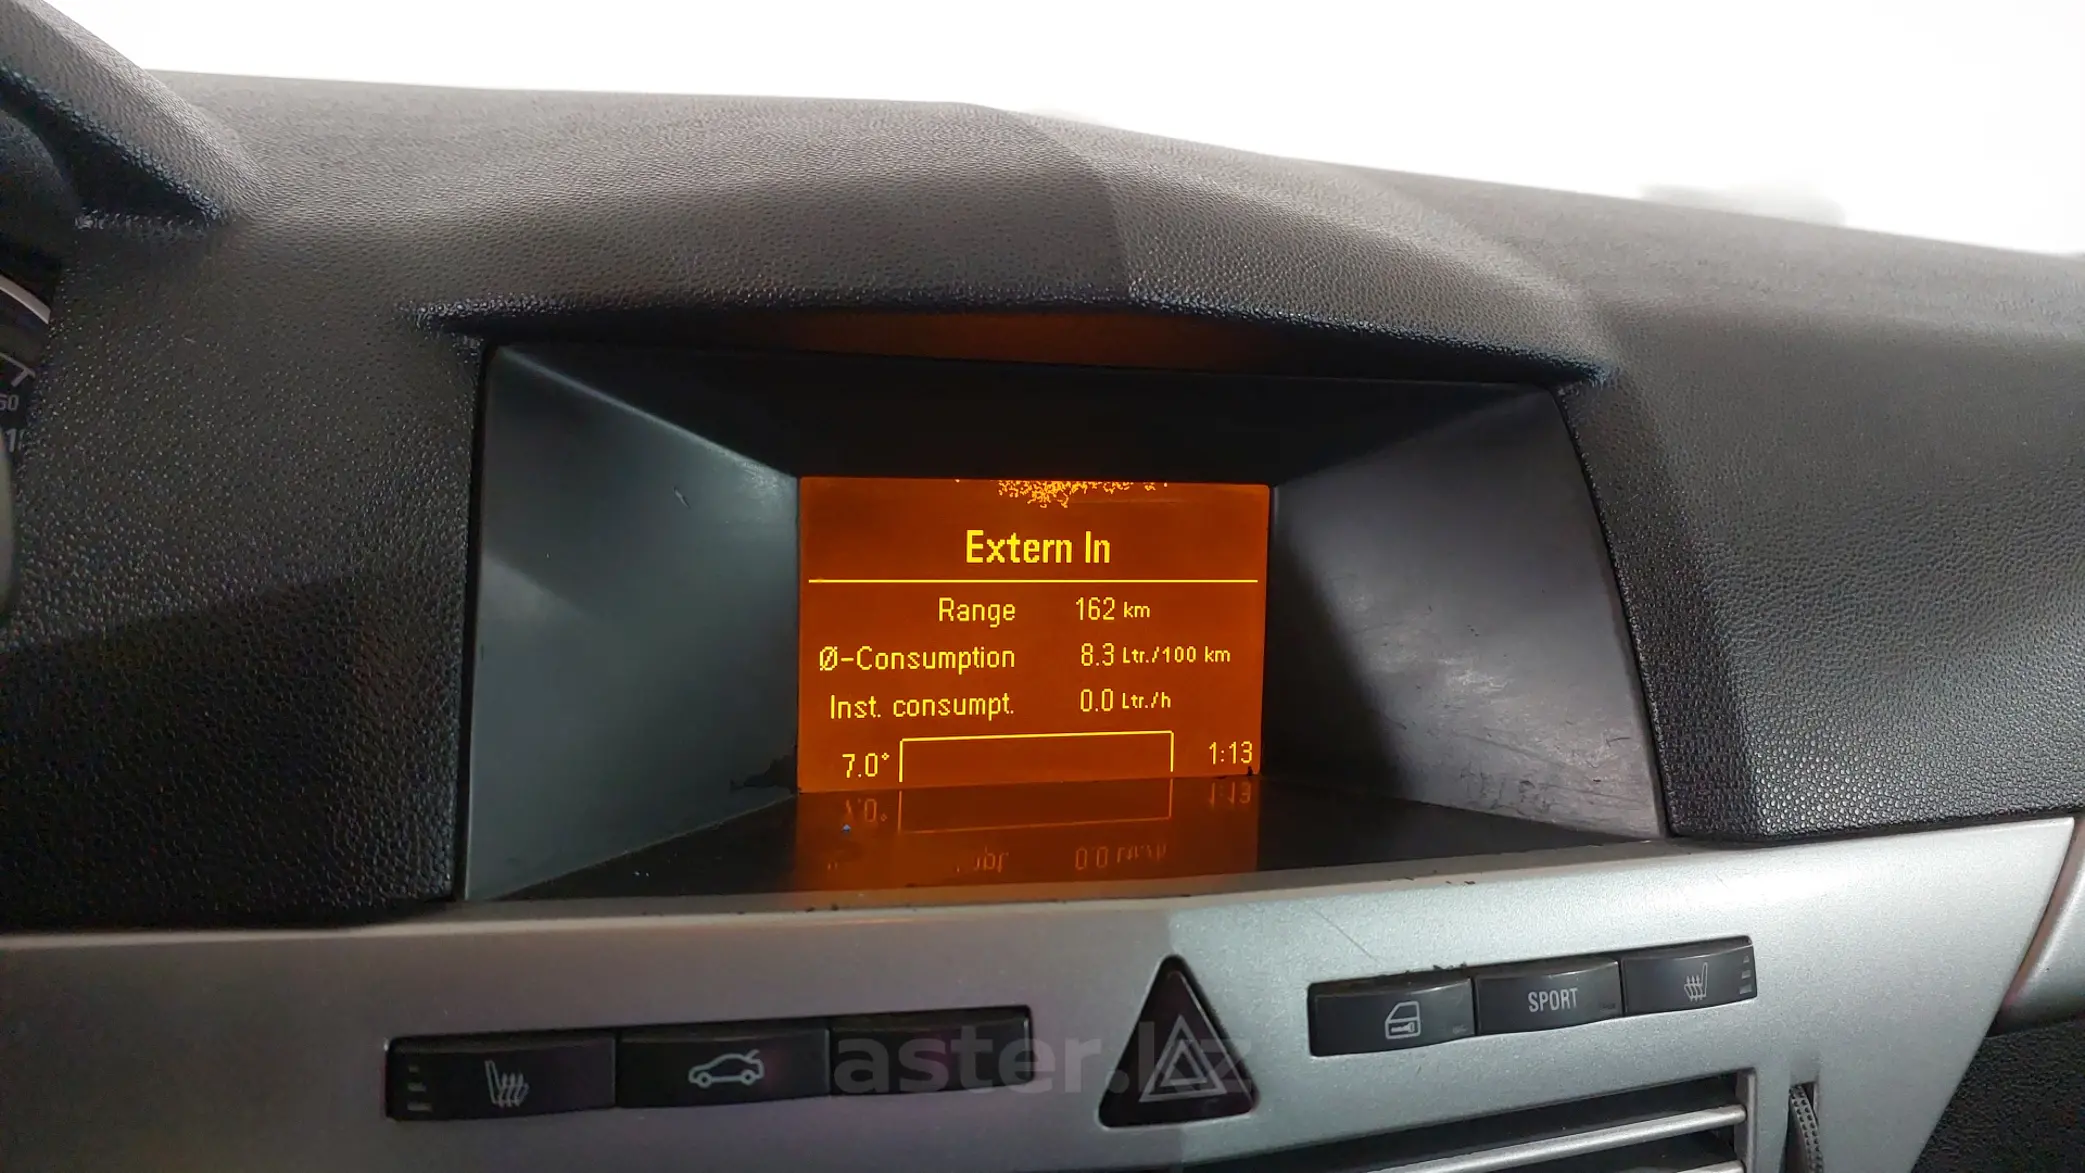 Extern In
Range 162 km
Ø-Consumption 8.3 Ltr./100 km
Inst. consumpt. 0.0 Ltr./h
7.0° 1:13
SPORT
aster.kz